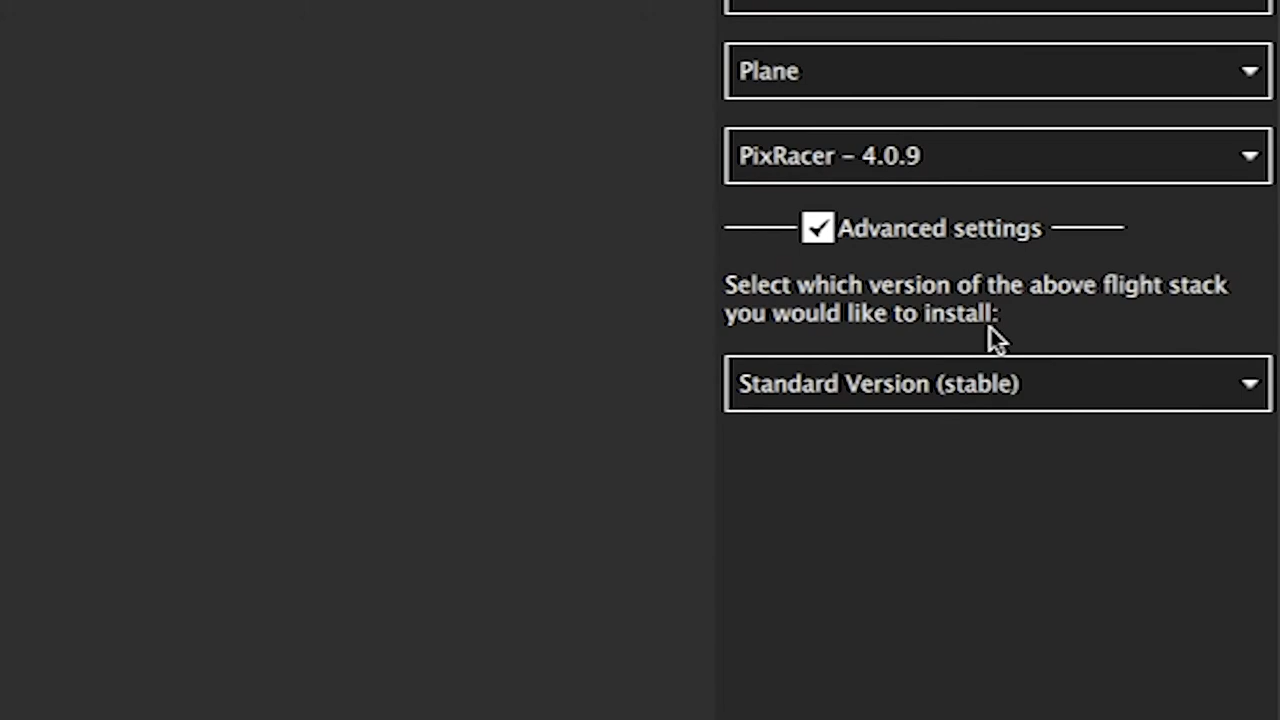 Plane
PixRacer – 4.0.9
Advanced settings
Select which version of the above flight stack
you would like to install:
Standard Version (stable)